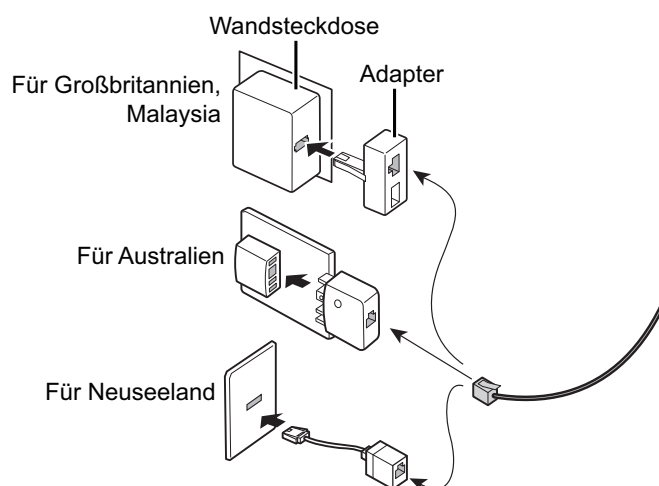 Wandsteckdose
Für Großbritannien,
Malaysia
Adapter
Für Australien
Für Neuseeland